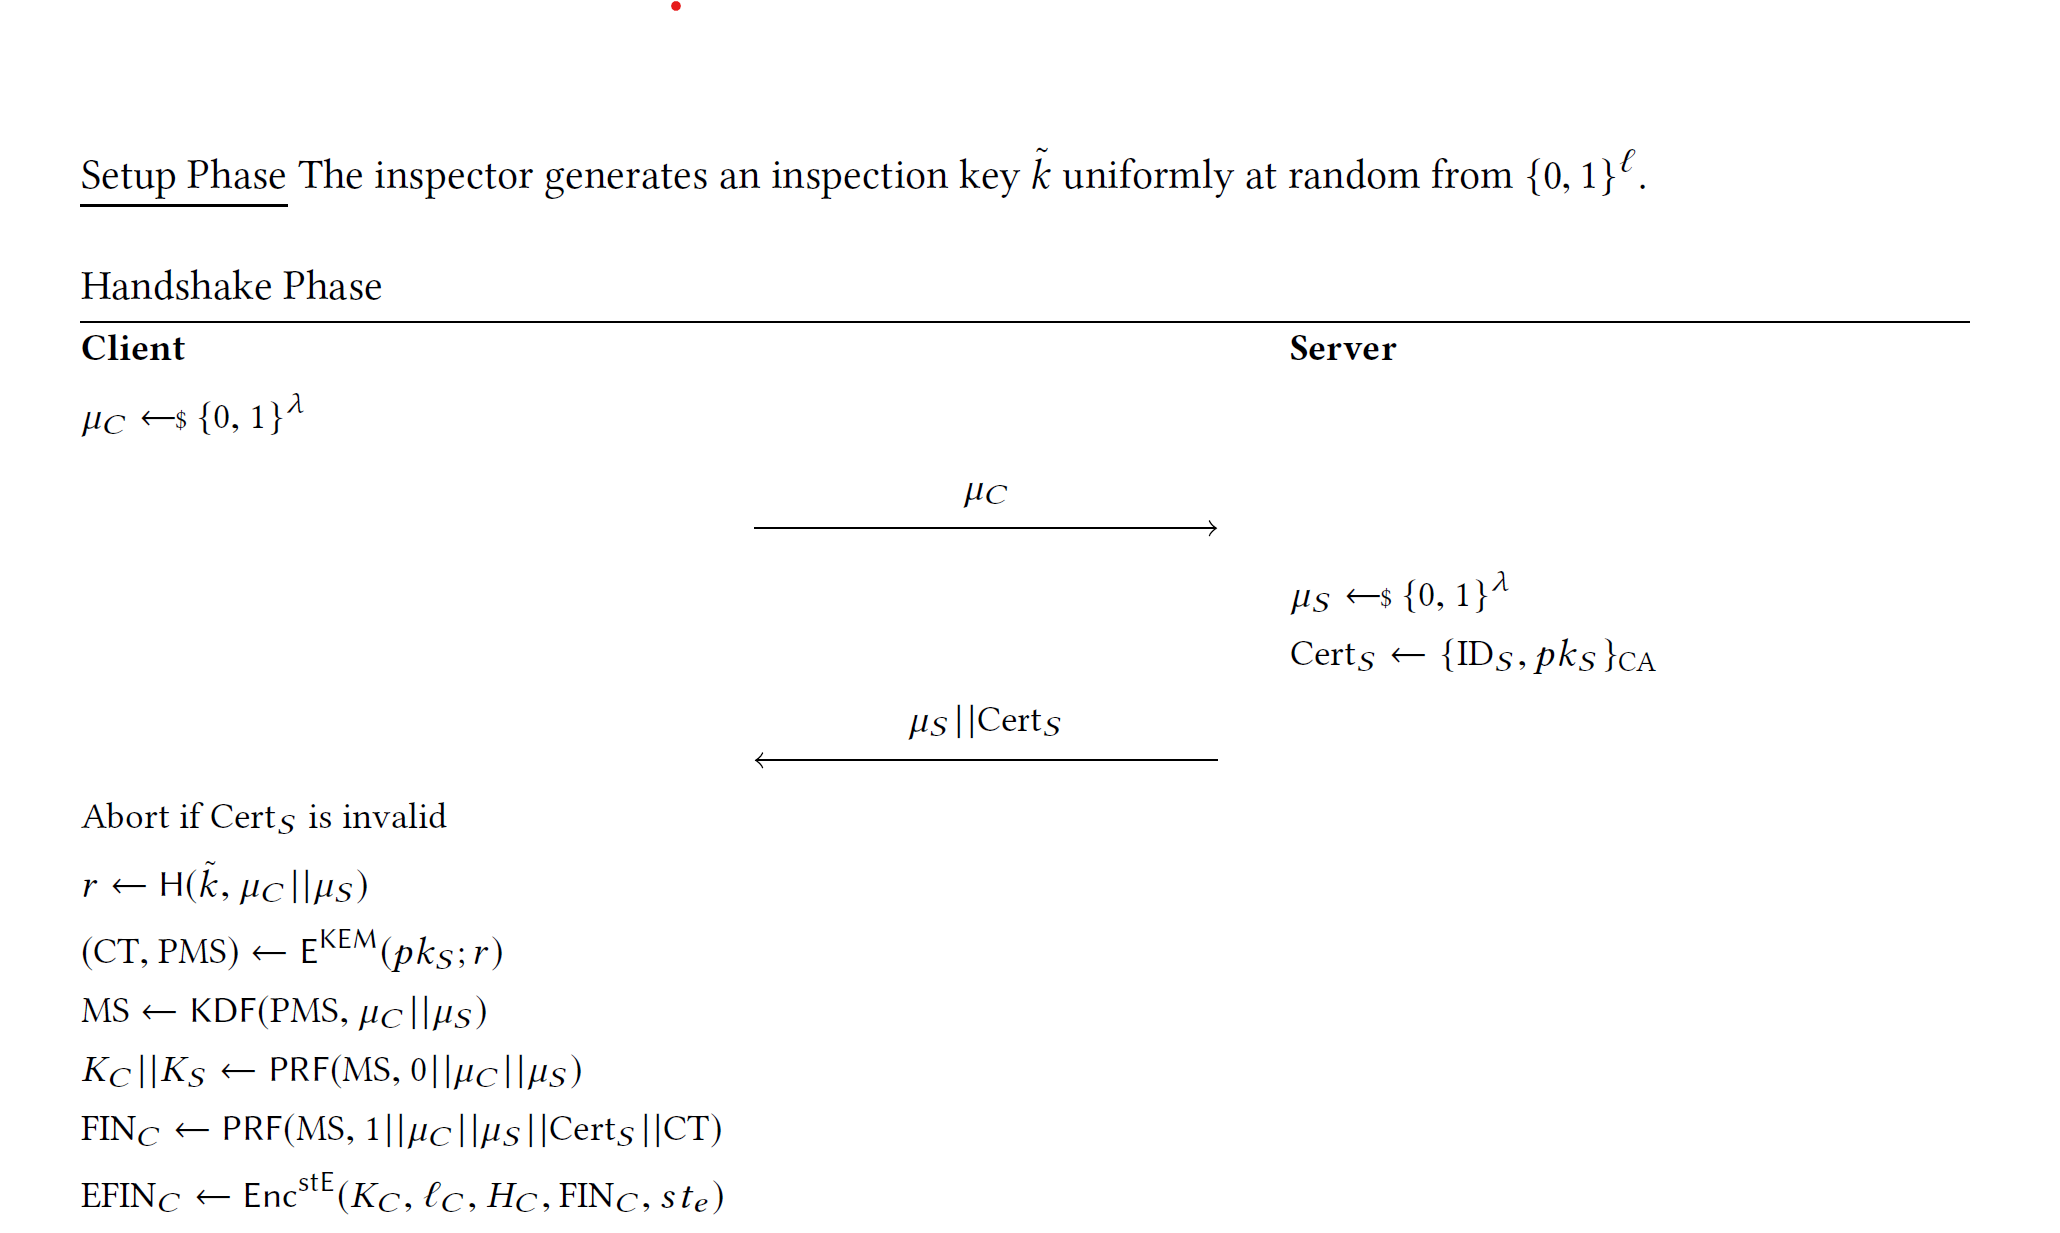 Setup Phase The inspector generates an inspection key k̃ uniformly at random from {0, 1}^ℓ.
Handshake Phase
Client Server
μ_C ←$ {0, 1}^λ
μ_C
μ_S ←$ {0, 1}^λ
Cert_S ← {ID_S, pk_S}_CA
μ_S||Cert_S
Abort if Cert_S is invalid
r ← H(k̃, μ_C||μ_S)
(CT, PMS) ← E^KEM(pk_S; r)
MS ← KDF(PMS, μ_C||μ_S)
K_C||K_S ← PRF(MS, 0||μ_C||μ_S)
FIN_C ← PRF(MS, 1||μ_C||μ_S||Cert_S||CT)
EFIN_C ← Enc^stE(K_C, ℓ_C, H_C, FIN_C, st_e)